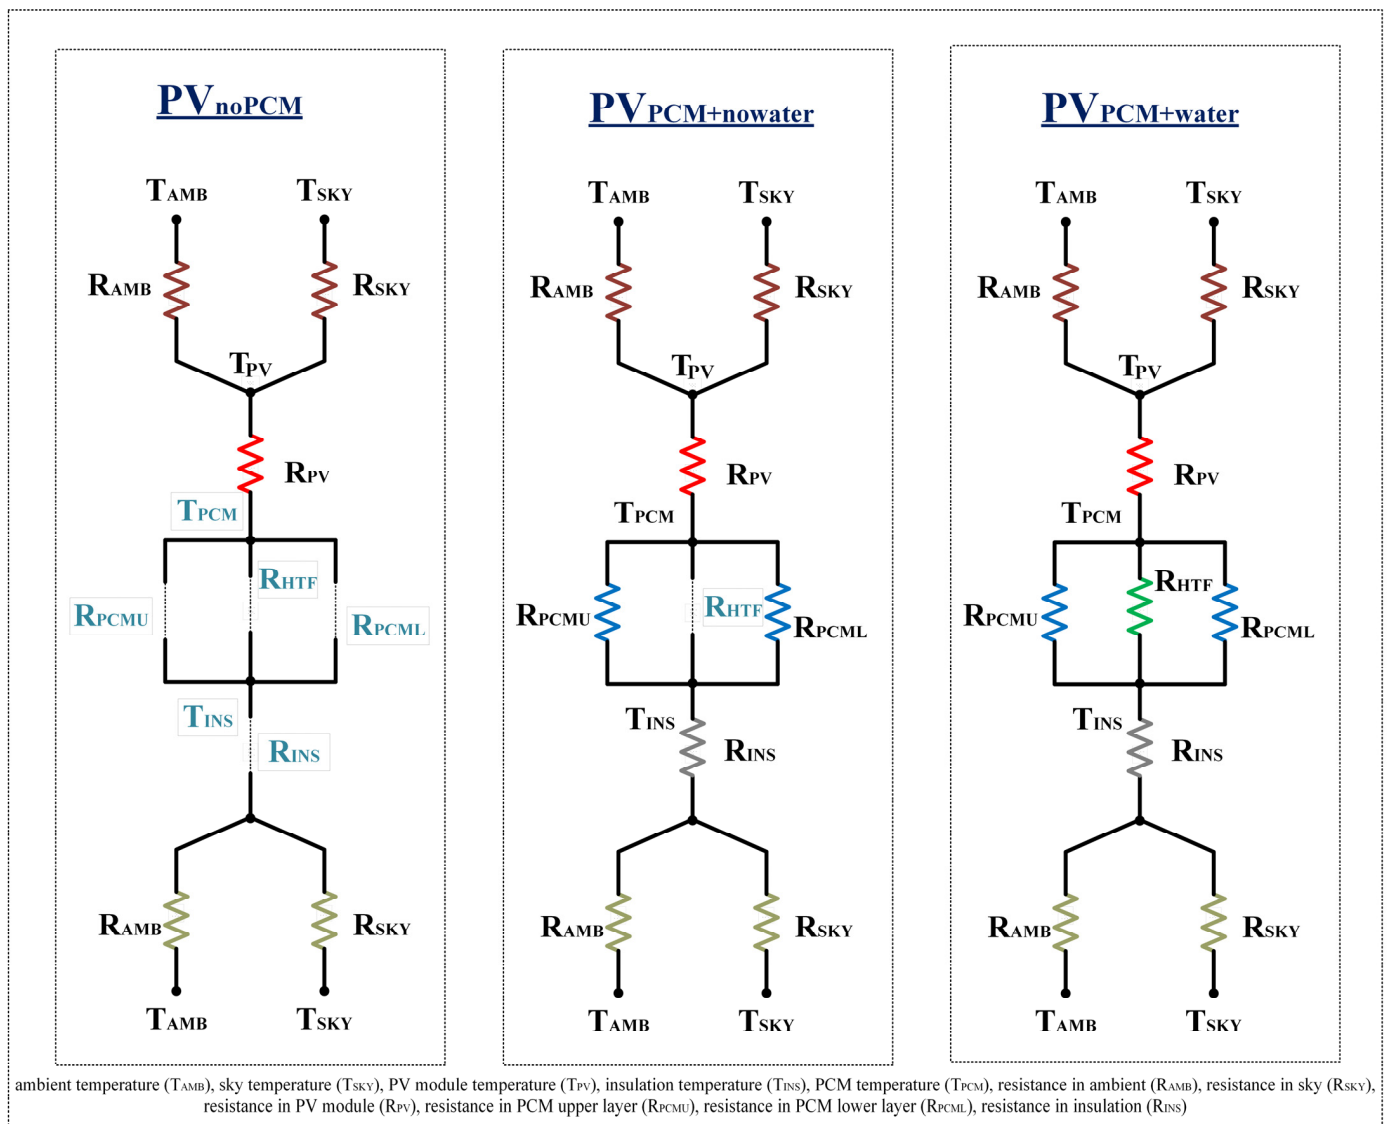 PVnoPCM
TAMB TSKY
RAMB RSKY
TPV
RPV
TPCM
RHTF
RPCMU RPCML
TINS
RINS
RAMB RSKY
TAMB TSKY
PVPCM+nowater
TAMB TSKY
RAMB RSKY
TPV
RPV
TPCM
RHTF
RPCMU RPCML
TINS
RINS
RAMB RSKY
TAMB TSKY
PVPCM+water
TAMB TSKY
RAMB RSKY
TPV
RPV
TPCM
RHTF
RPCMU RPCML
TINS
RINS
RAMB RSKY
TAMB TSKY
ambient temperature (TAMB), sky temperature (TSKY), PV module temperature (TPV), insulation temperature (TINS), PCM temperature (TPCM), resistance in ambient (RAMB), resistance in sky (RSKY),
resistance in PV module (RPV), resistance in PCM upper layer (RPCMU), resistance in PCM lower layer (RPCML), resistance in insulation (RINS)